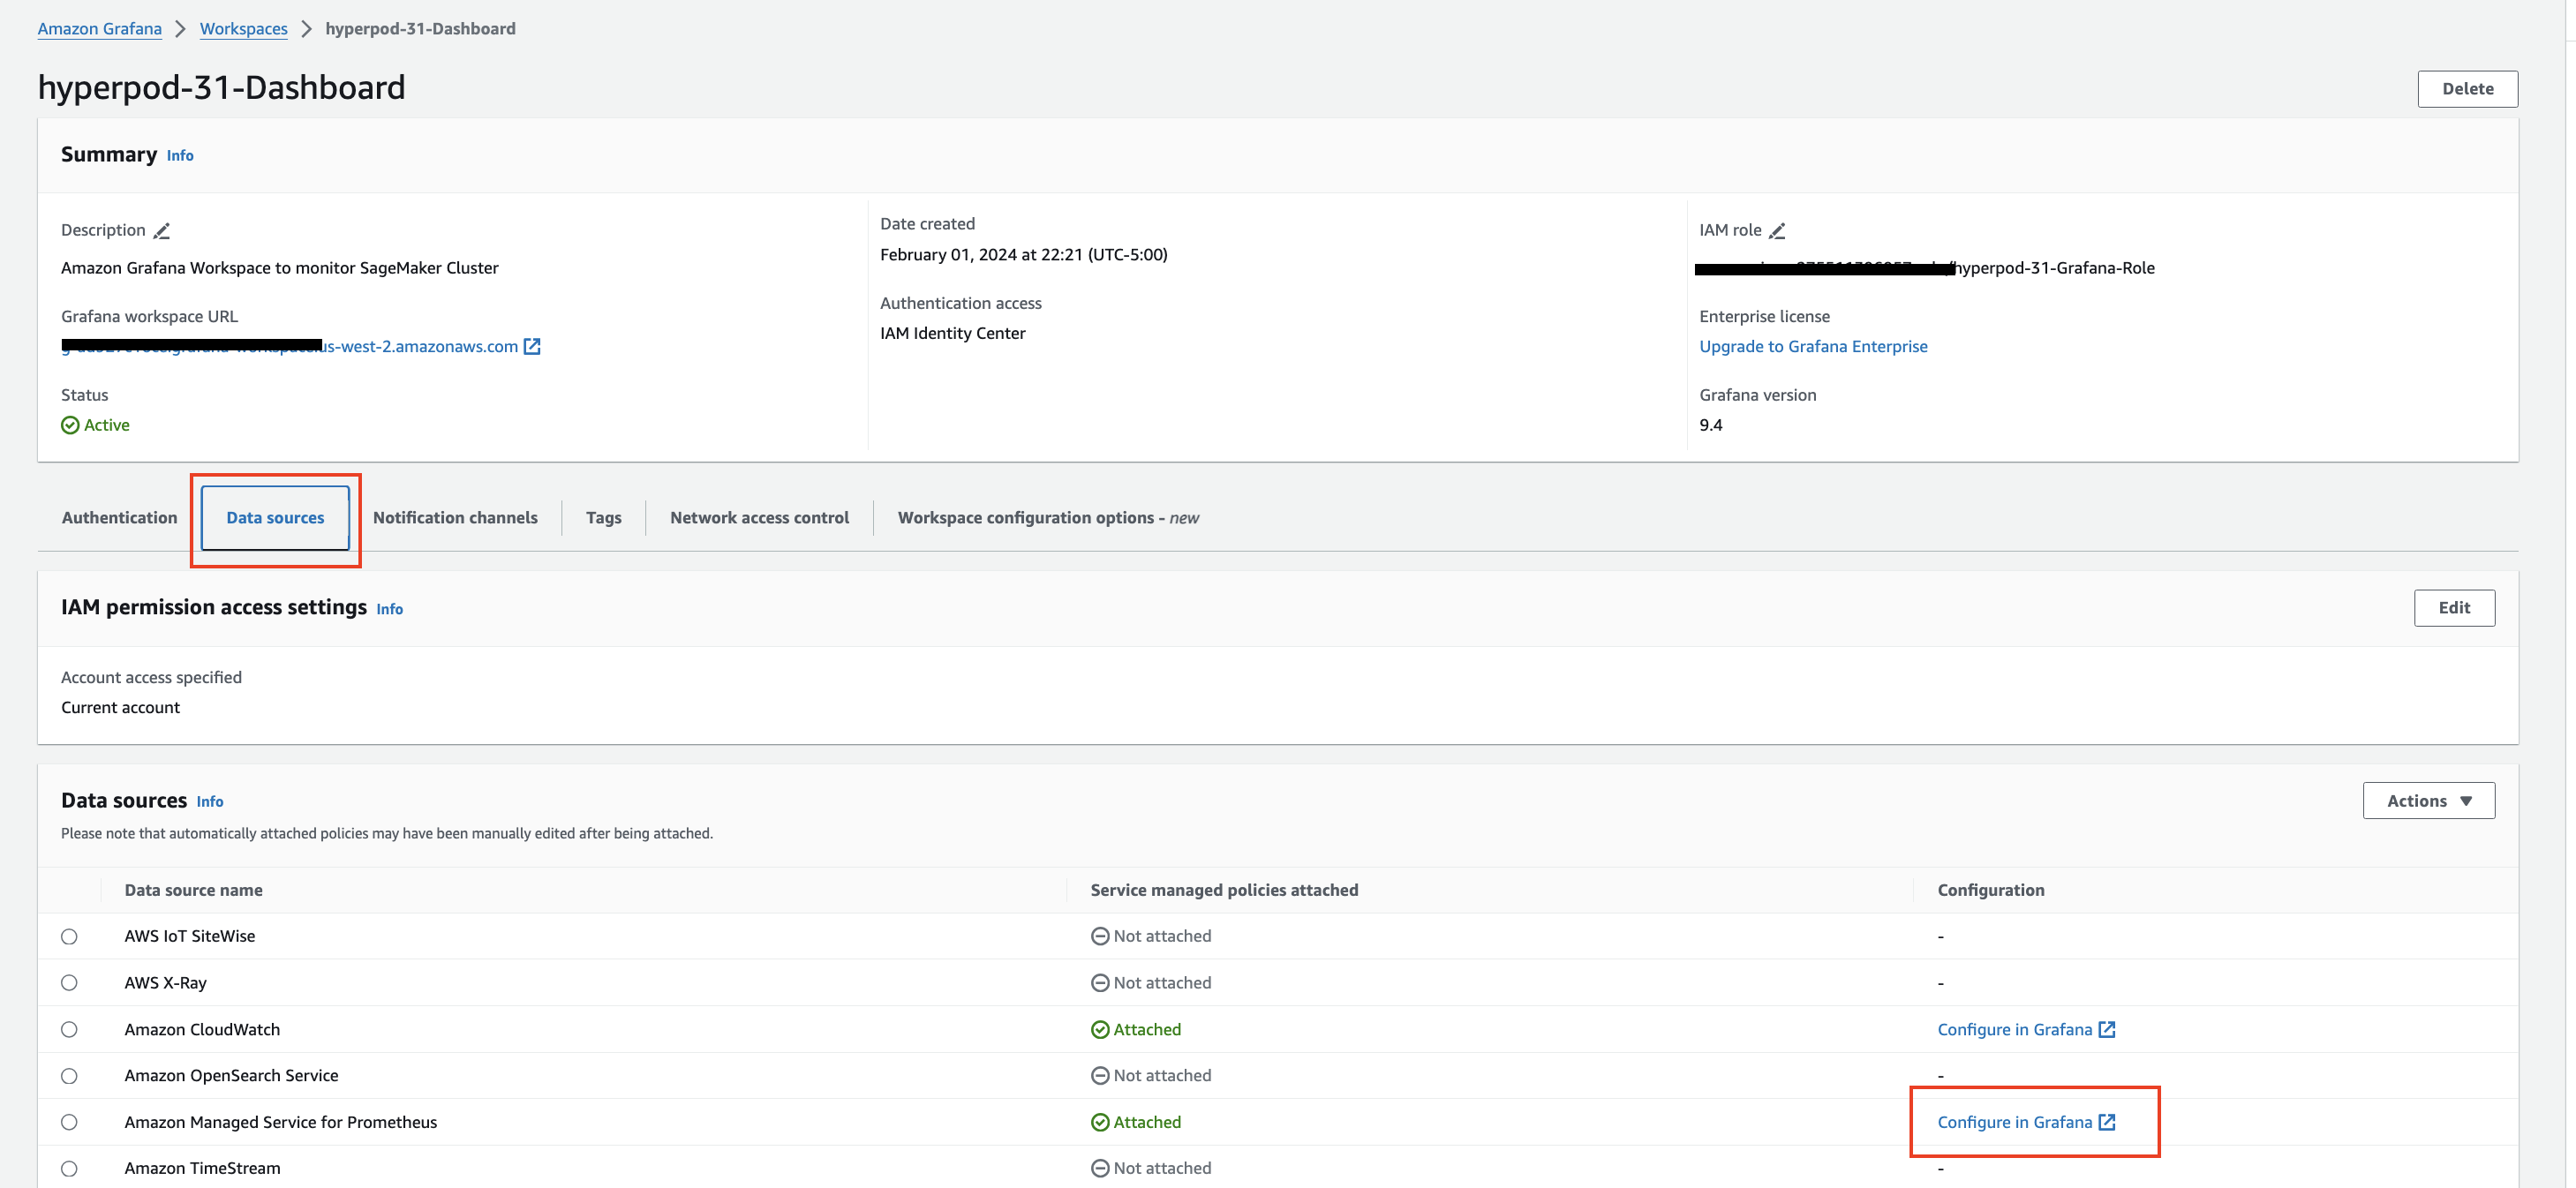 Amazon Grafana > Workspaces > hyperpod-31-Dashboard
hyperpod-31-Dashboard
Delete
Summary Info
Description
Amazon Grafana Workspace to monitor SageMaker Cluster
Grafana workspace URL
us-west-2.amazonaws.com
Status
Active
Date created
February 01, 2024 at 22:21 (UTC-5:00)
Authentication access
IAM Identity Center
IAM role
hyperpod-31-Grafana-Role
Enterprise license
Upgrade to Grafana Enterprise
Grafana version
9.4
Authentication Data sources Notification channels Tags Network access control Workspace configuration options - new
IAM permission access settings Info
Edit
Account access specified
Current account
Data sources Info
Actions
Please note that automatically attached policies may have been manually edited after being attached.
Data source name Service managed policies attached Configuration
AWS IoT SiteWise Not attached -
AWS X-Ray Not attached -
Amazon CloudWatch Attached Configure in Grafana
Amazon OpenSearch Service Not attached -
Amazon Managed Service for Prometheus Attached Configure in Grafana
Amazon TimeStream Not attached -